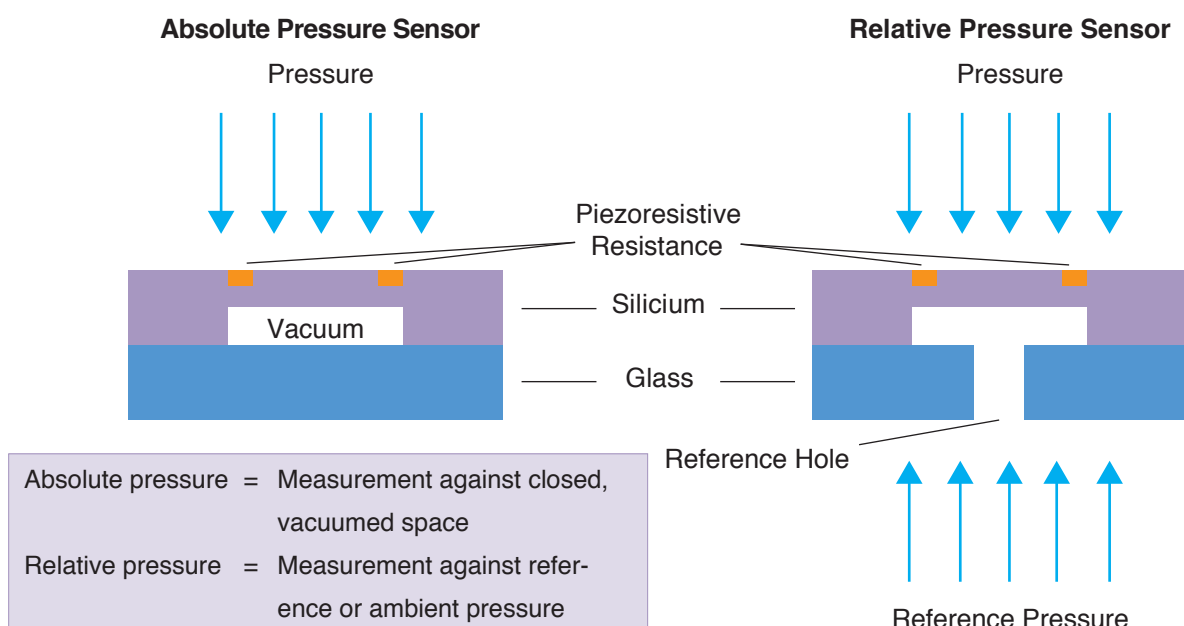 Absolute Pressure Sensor
Pressure
Relative Pressure Sensor
Pressure
Piezoresistive
Resistance
Silicium
Vacuum
Glass
Reference Hole
Absolute pressure = Measurement against closed,
vacuumed space
Relative pressure = Measurement against refer-
ence or ambient pressure
Reference Pressure